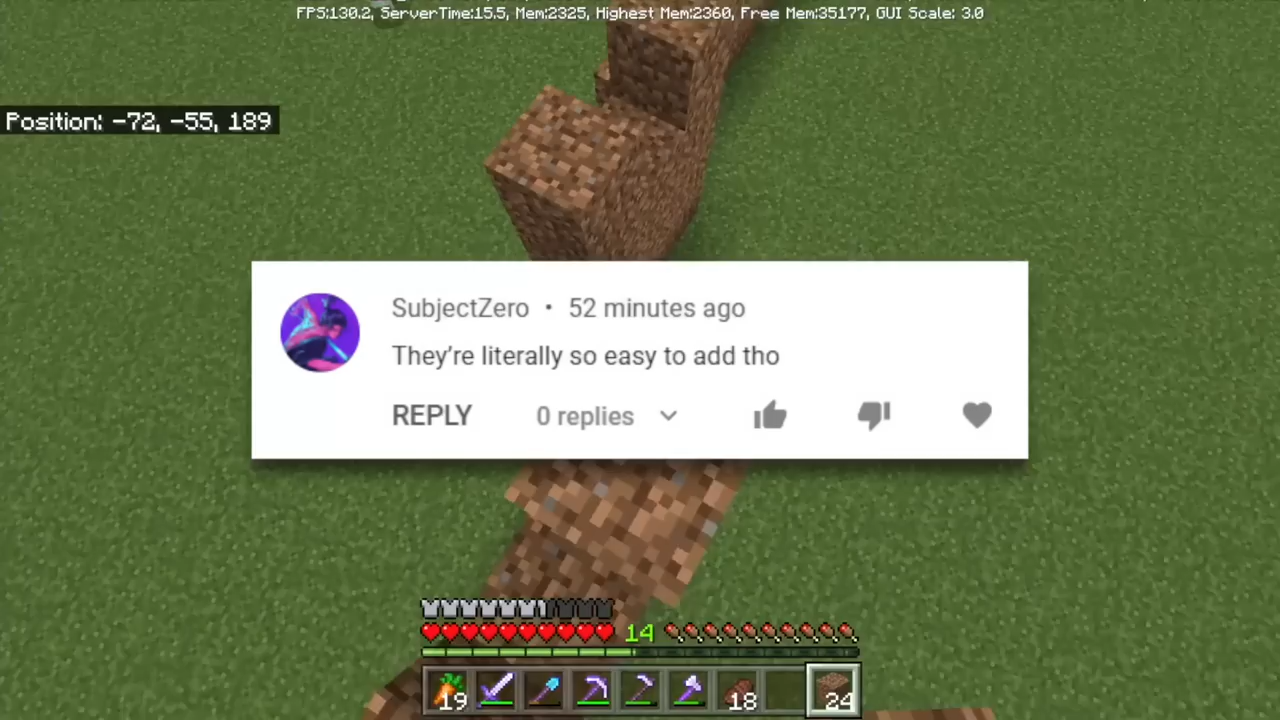 FPS:130.2, ServerTime:15.5, Mem:2325, Highest Mem:2360, Free Mem:35177, GUI Scale: 3.0
Position: -72, -55, 189
SubjectZero • 52 minutes ago
They’re literally so easy to add tho
REPLY 0 replies
14
19 18 24